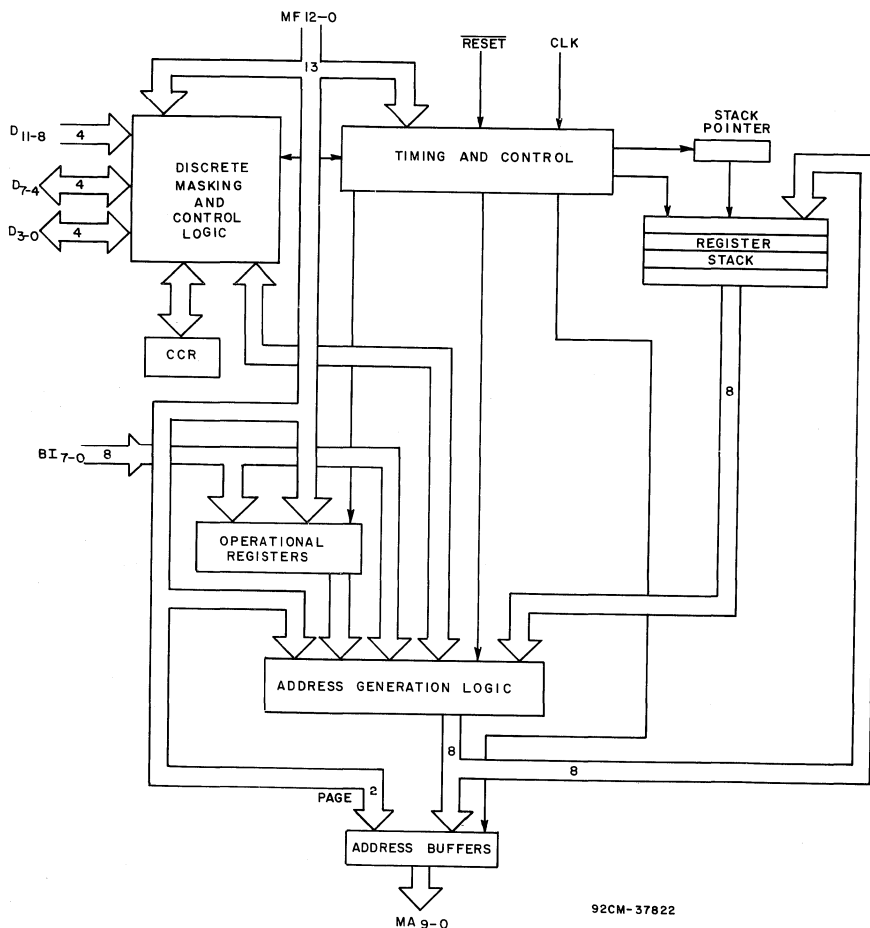 MF12-0
RESET
CLK
13
D11-8
4
D7-4
4
D3-0
4
DISCRETE
MASKING
AND
CONTROL
LOGIC
TIMING AND CONTROL
STACK
POINTER
REGISTER
STACK
CCR
8
BI7-0
8
OPERATIONAL
REGISTERS
ADDRESS GENERATION LOGIC
8
8
PAGE
2
ADDRESS BUFFERS
MA9-0
92CM-37822